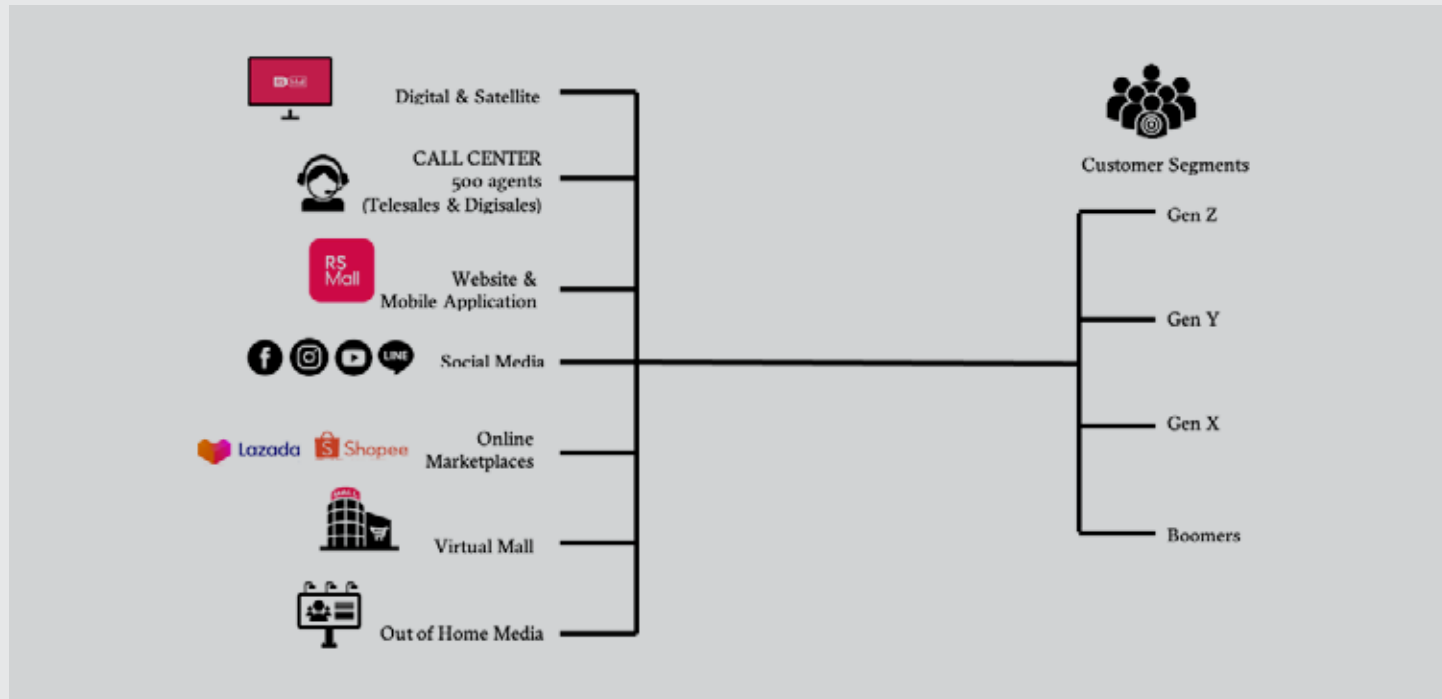 Digital & Satellite
CALL CENTER
500 agents
(Telesales & Digisales)
RS
Mall
Website &
Mobile Application
LINE
Social Media
Lazada
Shopee
Online
Marketplaces
MALL
Virtual Mall
Out of Home Media
Customer Segments
Gen Z
Gen Y
Gen X
Boomers